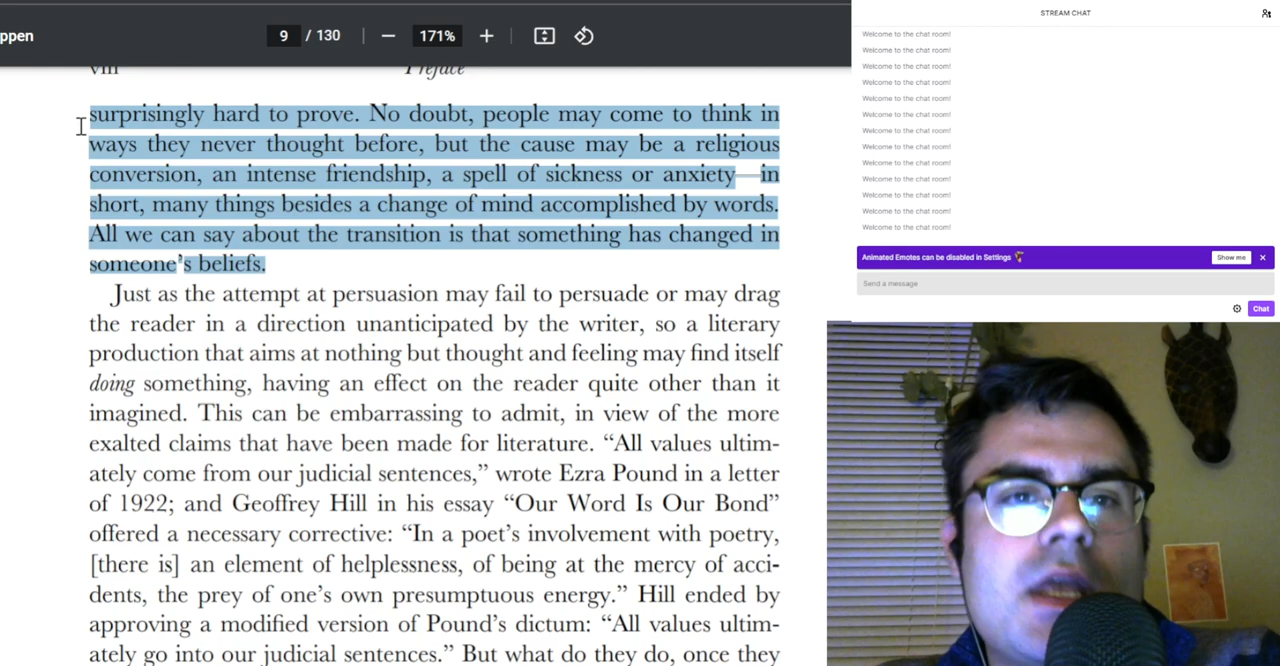 ppen
9 / 130
171%
viii Preface
surprisingly hard to prove. No doubt, people may come to think in
ways they never thought before, but the cause may be a religious
conversion, an intense friendship, a spell of sickness or anxiety—in
short, many things besides a change of mind accomplished by words.
All we can say about the transition is that something has changed in
someone's beliefs.
Just as the attempt at persuasion may fail to persuade or may drag
the reader in a direction unanticipated by the writer, so a literary
production that aims at nothing but thought and feeling may find itself
doing something, having an effect on the reader quite other than it
imagined. This can be embarrassing to admit, in view of the more
exalted claims that have been made for literature. “All values ultim-
ately come from our judicial sentences,” wrote Ezra Pound in a letter
of 1922; and Geoffrey Hill in his essay “Our Word Is Our Bond”
offered a necessary corrective: “In a poet's involvement with poetry,
[there is] an element of helplessness, of being at the mercy of acci-
dents, the prey of one's own presumptuous energy.” Hill ended by
approving a modified version of Pound's dictum: “All values ultim-
ately go into our judicial sentences.” But what do they do, once they
STREAM CHAT
Welcome to the chat room!
Welcome to the chat room!
Welcome to the chat room!
Welcome to the chat room!
Welcome to the chat room!
Welcome to the chat room!
Welcome to the chat room!
Welcome to the chat room!
Welcome to the chat room!
Welcome to the chat room!
Welcome to the chat room!
Welcome to the chat room!
Welcome to the chat room!
Animated Emotes can be disabled in Settings
Show me
Send a message
Chat